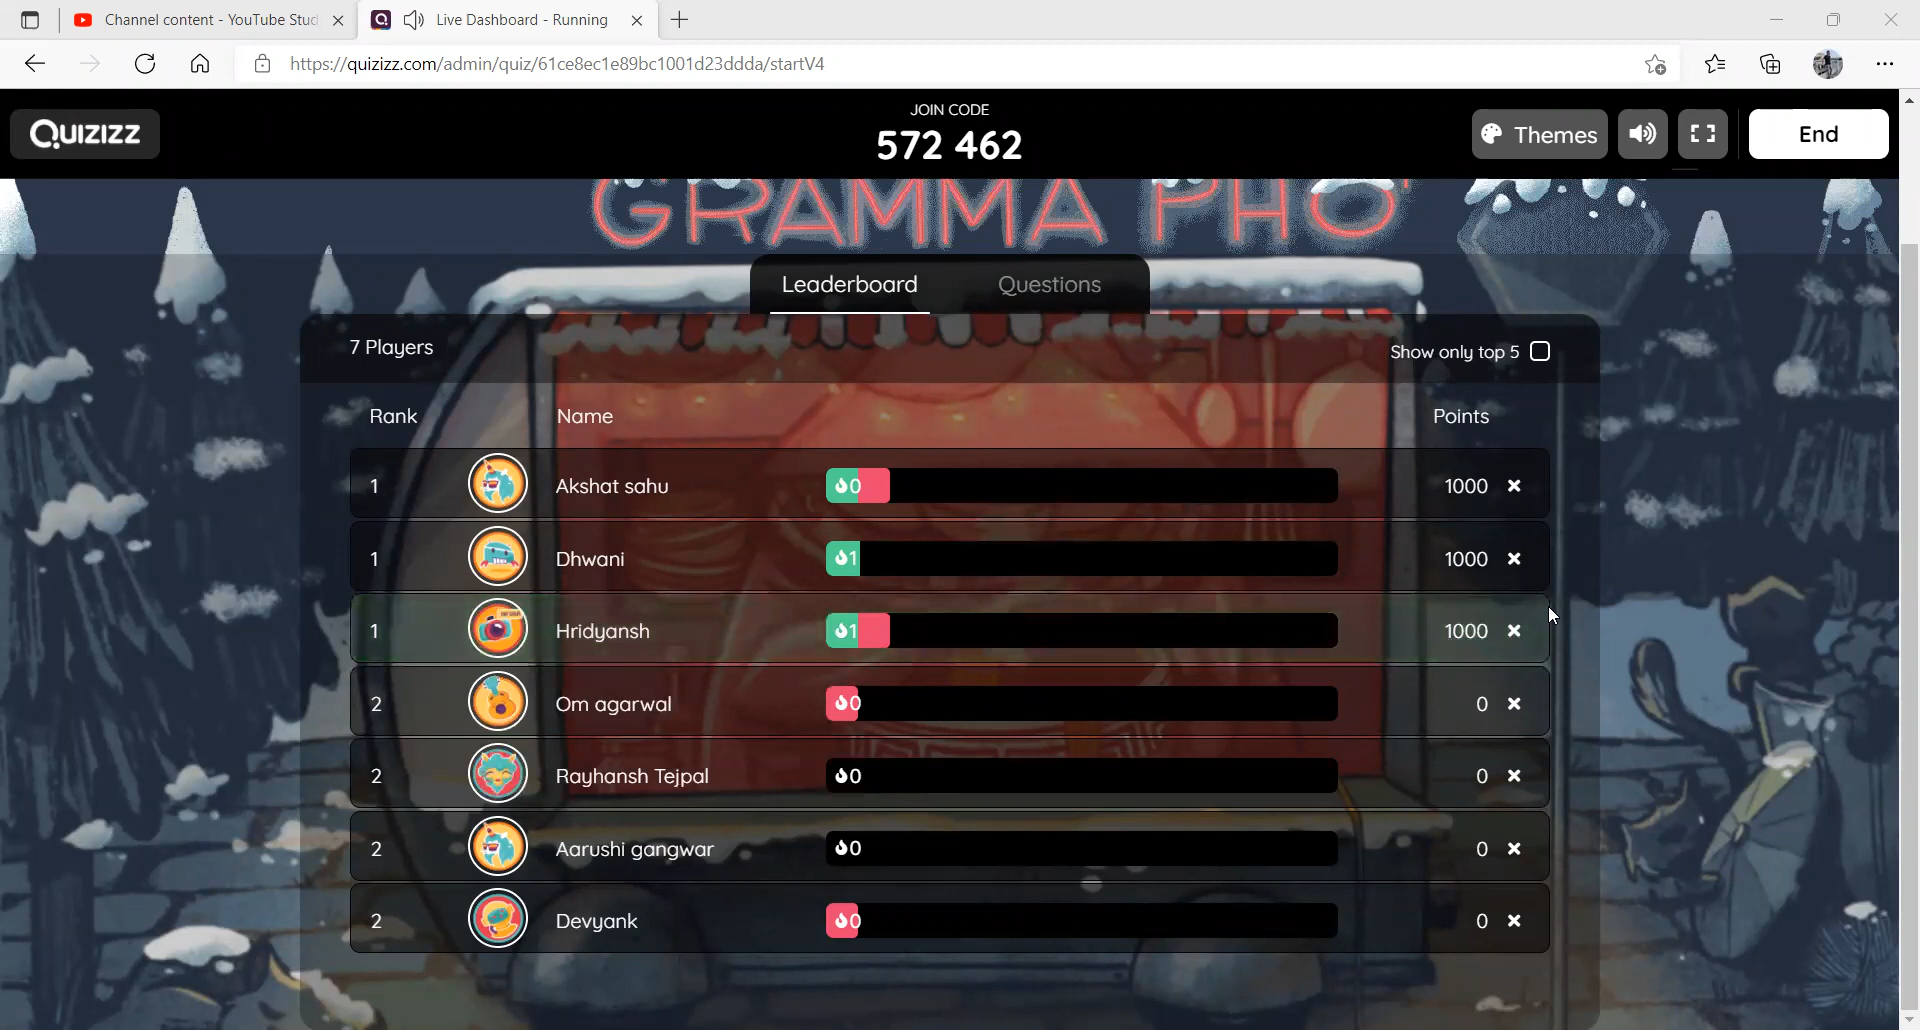 Channel content - YouTube Stud
Live Dashboard - Running
https://quizizz.com/admin/quiz/61ce8ec1e89bc1001d23ddda/startV4
QUIZIZZ
JOIN CODE
572 462
Themes
End
GRAMMA PHO'
Leaderboard
Questions
7 Players
Show only top 5
Rank
Name
Points
1
Akshat sahu
0
1000
1
Dhwani
1
1000
1
Hridyansh
1
1000
2
Om agarwal
0
0
2
Rayhansh Tejpal
0
0
2
Aarushi gangwar
0
0
2
Devyank
0
0